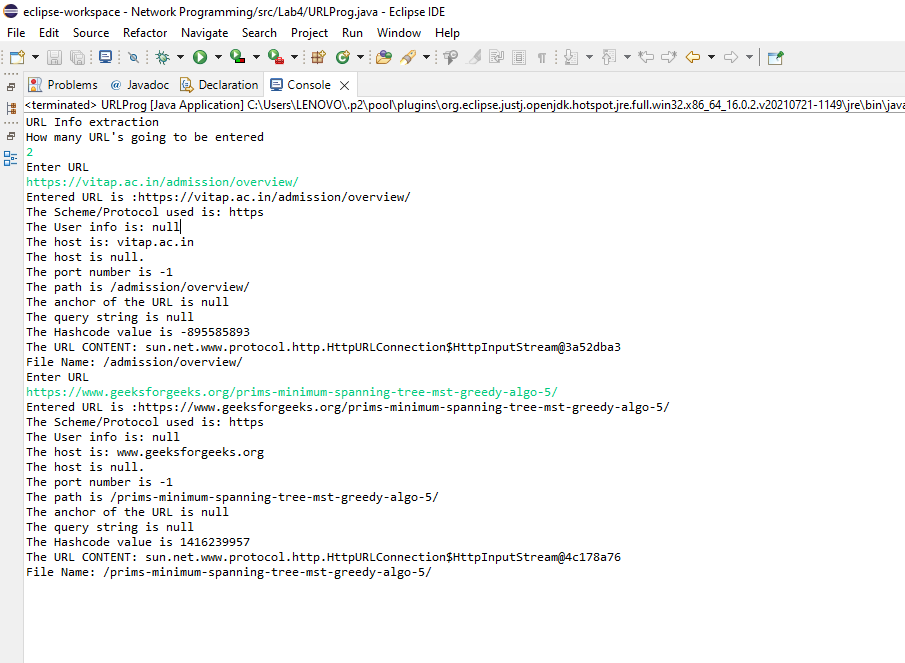 eclipse-workspace - Network Programming/src/Lab4/URLProg.java - Eclipse IDE
File Edit Source Refactor Navigate Search Project Run Window Help
Problems @ Javadoc Declaration Console
<terminated> URLProg [Java Application] C:\Users\LENOVO\.p2\pool\plugins\org.eclipse.justj.openjdk.hotspot.jre.full.win32.x86_64_16.0.2.v20210721-1149\jre\bin\java
URL Info extraction
How many URL's going to be entered
2
Enter URL
https://vitap.ac.in/admission/overview/
Entered URL is :https://vitap.ac.in/admission/overview/
The Scheme/Protocol used is: https
The User info is: null
The host is: vitap.ac.in
The host is null.
The port number is -1
The path is /admission/overview/
The anchor of the URL is null
The query string is null
The Hashcode value is -895585893
The URL CONTENT: sun.net.www.protocol.http.HttpURLConnection$HttpInputStream@3a52dba3
File Name: /admission/overview/
Enter URL
https://www.geeksforgeeks.org/prims-minimum-spanning-tree-mst-greedy-algo-5/
Entered URL is :https://www.geeksforgeeks.org/prims-minimum-spanning-tree-mst-greedy-algo-5/
The Scheme/Protocol used is: https
The User info is: null
The host is: www.geeksforgeeks.org
The host is null.
The port number is -1
The path is /prims-minimum-spanning-tree-mst-greedy-algo-5/
The anchor of the URL is null
The query string is null
The Hashcode value is 1416239957
The URL CONTENT: sun.net.www.protocol.http.HttpURLConnection$HttpInputStream@4c178a76
File Name: /prims-minimum-spanning-tree-mst-greedy-algo-5/